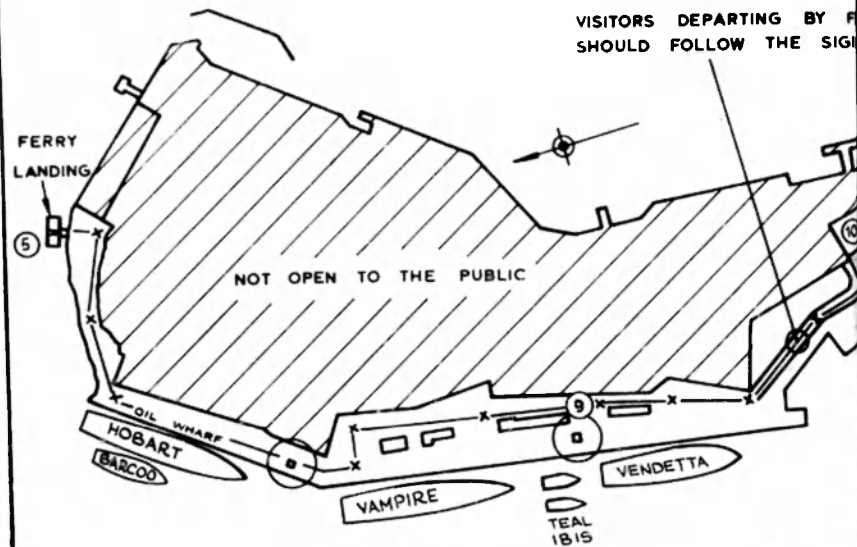 VISITORS DEPARTING BY
SHOULD FOLLOW THE
FERRY
LANDING
5
10
NOT OPEN TO THE PUBLIC
9
OIL WHARF
HOBART
BARCOO
VAMPIRE
VENDETTA
TEAL
IBIS